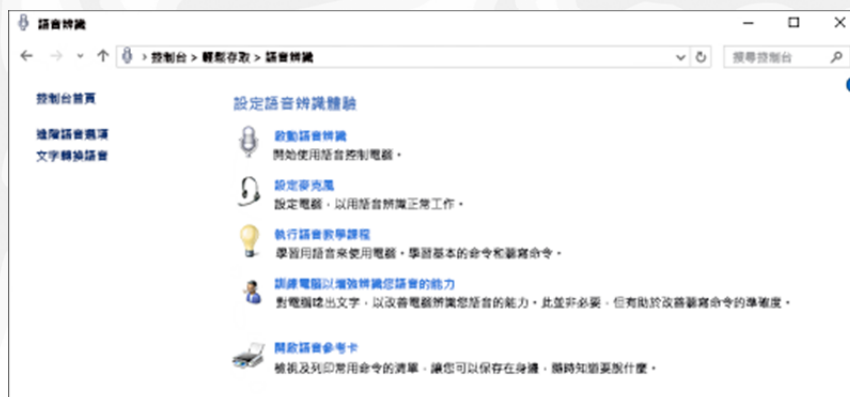 語音辨識
控制台 > 輕鬆存取 > 語音辨識
搜尋控制台
控制台首頁
進階語音選項
文字轉換語音
設定語音辨識體驗
啟動語音辨識
開始使用語音控制電腦。
設定麥克風
設定電腦，以用語音辨識正常工作。
執行語音教學課程
學習用語音來使用電腦。學習基本的命令和聽寫命令。
訓練電腦以增強辨識您語音的能力
對電腦唸出文字，以改善電腦辨識您語音的能力。此並非必要，但有助於改善聽寫命令的準確度。
開啟語音參考卡
檢視及列印常用命令的清單，讓您可以保存在身邊，隨時知道要說什麼。